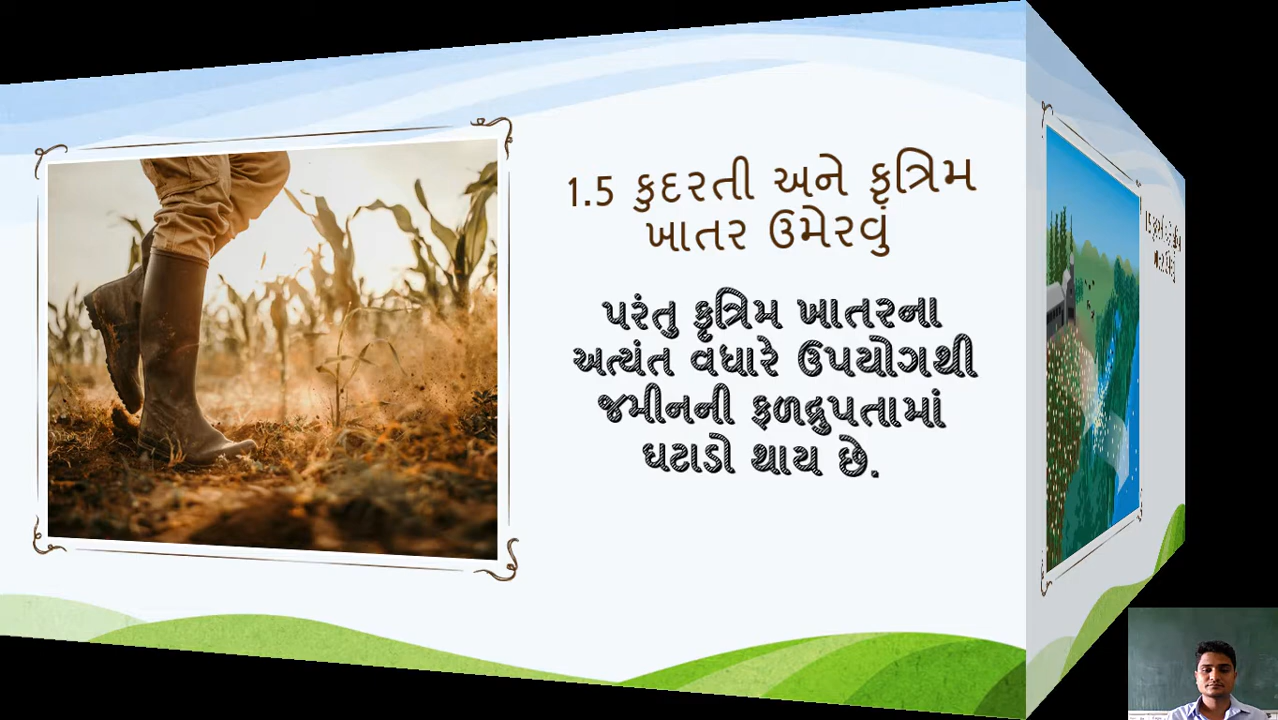 1.5 કુદરતી અને કૃત્રિમ
ખાતર ઉમેરવું
પરંતુ કૃત્રિમ ખાતરના
અત્યંત વધારે ઉપયોગથી
જમીનની ફળદ્રુપતામાં
ઘટાડો થાય છે.